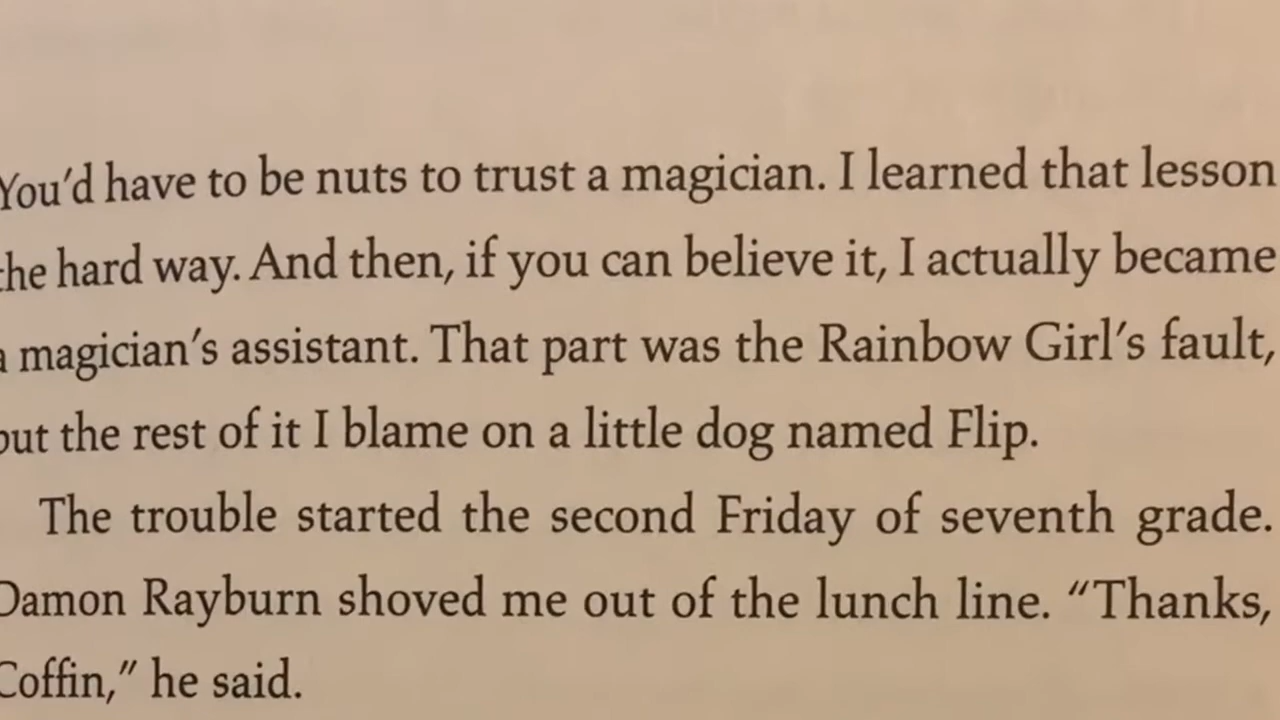 You'd have to be nuts to trust a magician. I learned that lesson
the hard way. And then, if you can believe it, I actually became
a magician's assistant. That part was the Rainbow Girl's fault,
but the rest of it I blame on a little dog named Flip.
The trouble started the second Friday of seventh grade.
Damon Rayburn shoved me out of the lunch line. "Thanks,
Coffin," he said.